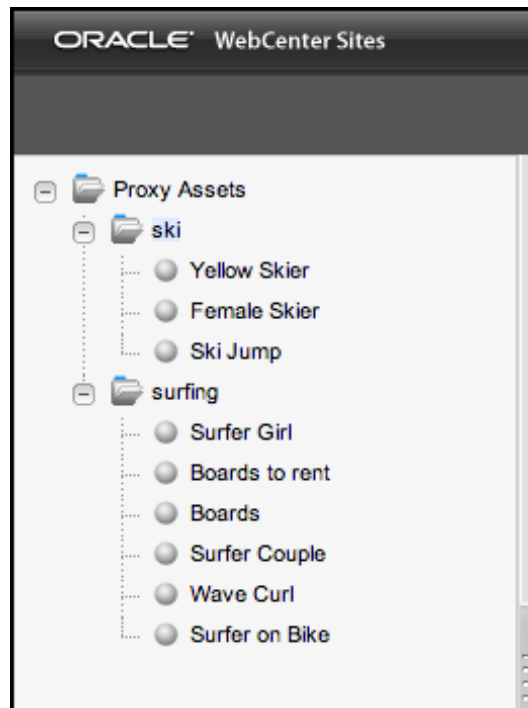 ORACLE WebCenter Sites
Proxy Assets
ski
Yellow Skier
Female Skier
Ski Jump
surfing
Surfer Girl
Boards to rent
Boards
Surfer Couple
Wave Curl
Surfer on Bike